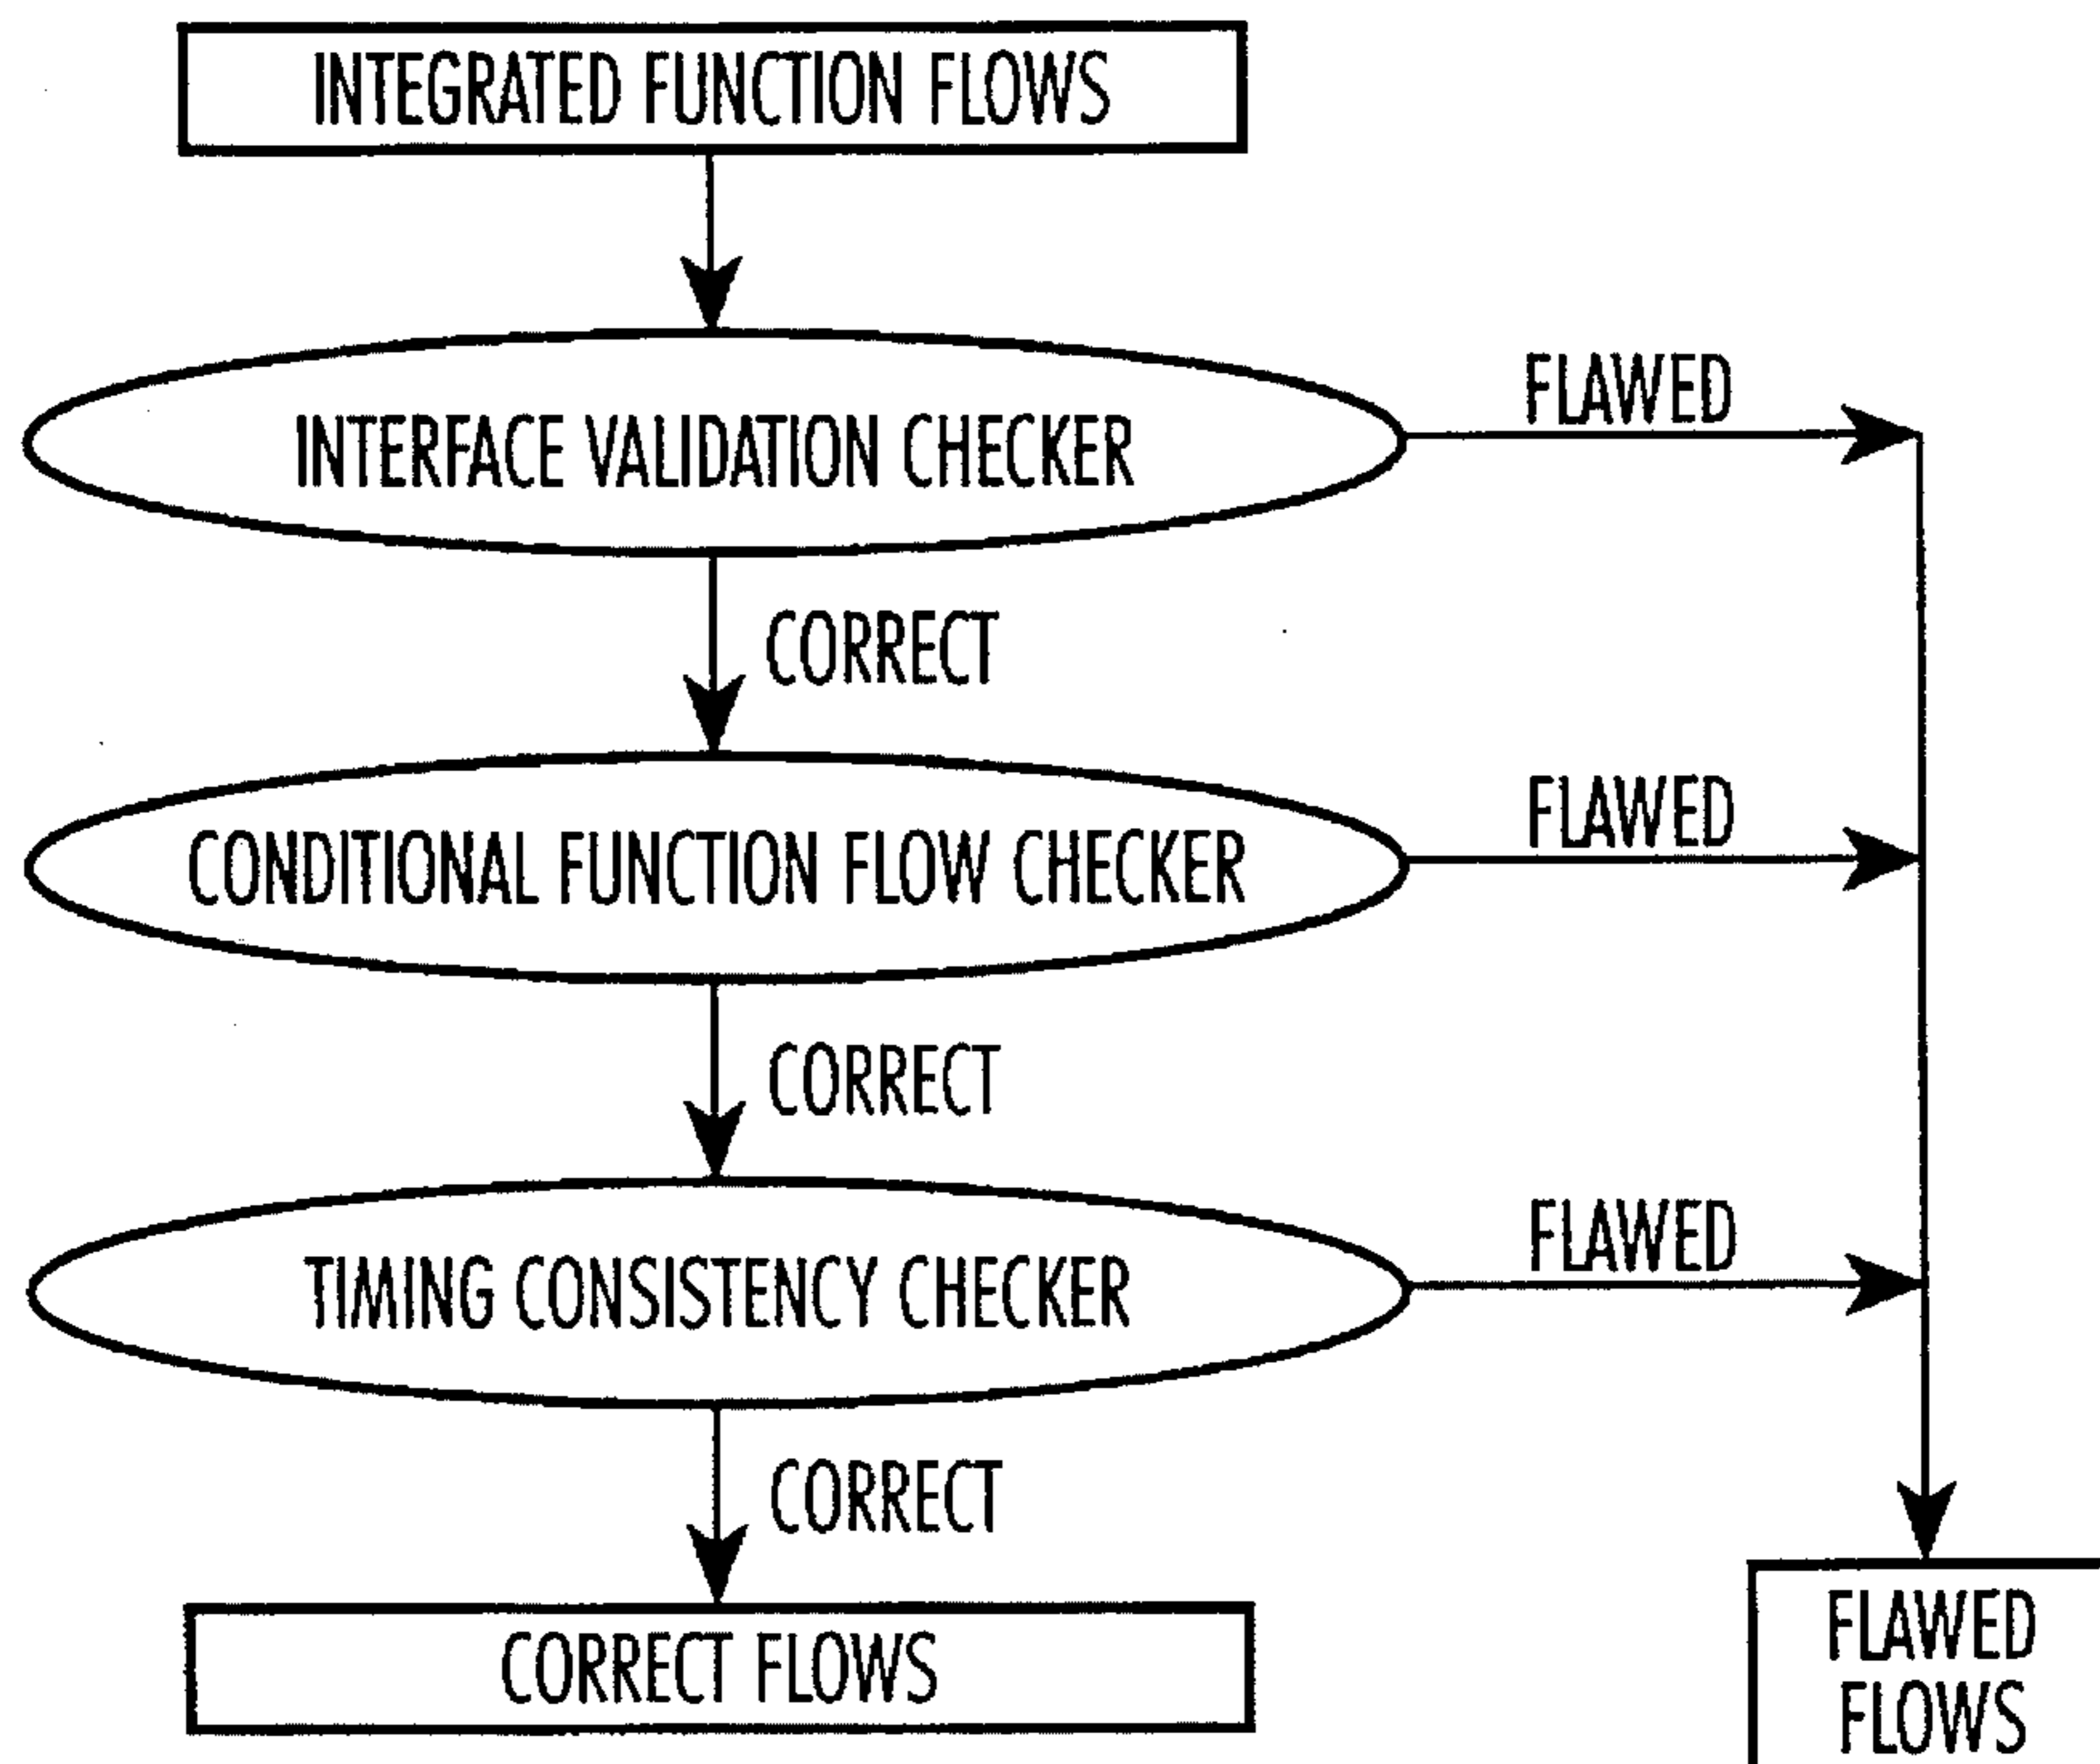 INTEGRATED FUNCTION FLOWS
INTERFACE VALIDATION CHECKER
FLAWED
CORRECT
CONDITIONAL FUNCTION FLOW CHECKER
FLAWED
CORRECT
TIMING CONSISTENCY CHECKER
FLAWED
CORRECT
CORRECT FLOWS
FLAWED
FLOWS